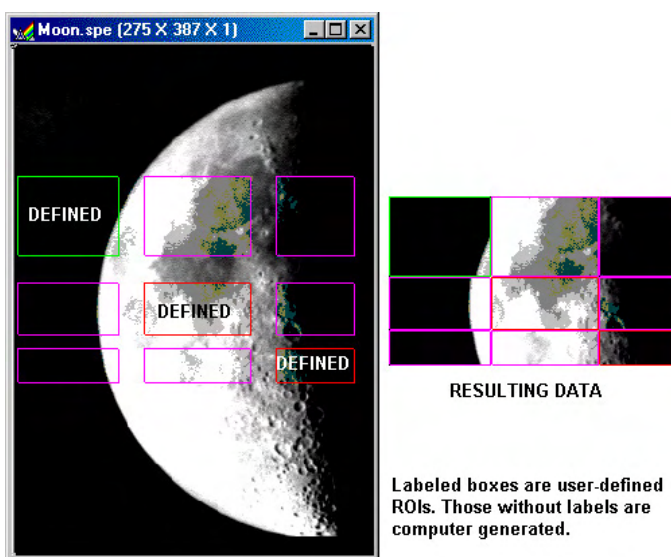 Moon.spe (275 X 387 X 1)
DEFINED
DEFINED
DEFINED
RESULTING DATA
Labeled boxes are user-defined
ROIs. Those without labels are
computer generated.